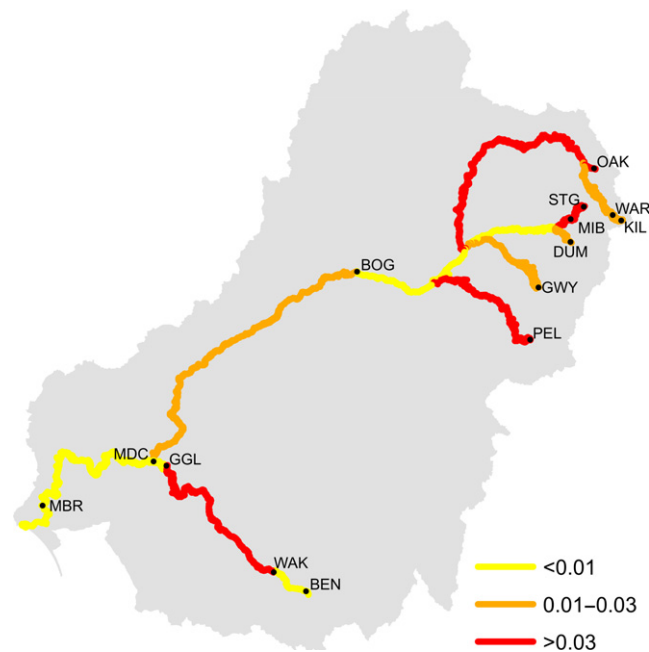 OAK
STG
WAR
MIB
KIL
DUM
BOG
GWY
PEL
MDC
GGL
MBR
WAK
BEN
<0.01
0.01–0.03
>0.03